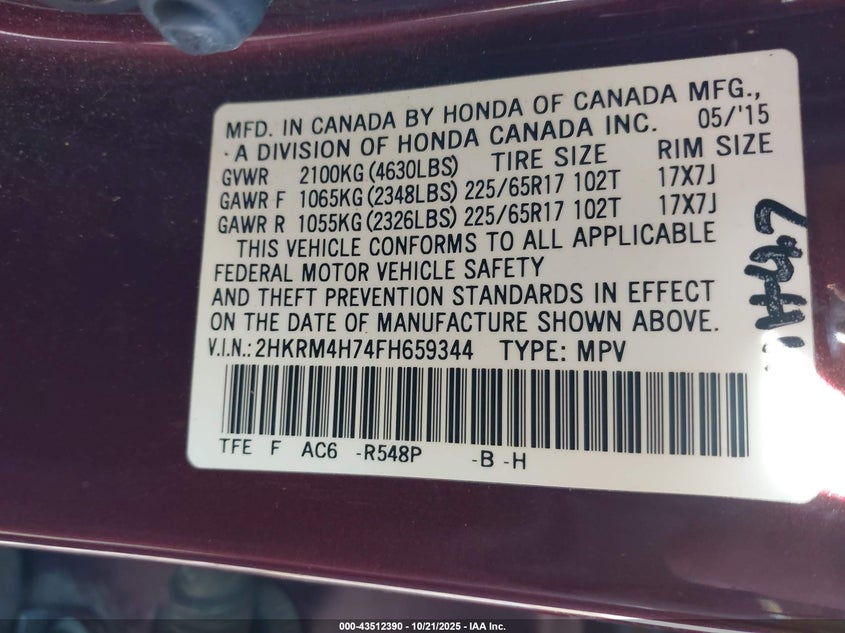 MFD. IN CANADA BY HONDA OF CANADA MFG.,
A DIVISION OF HONDA CANADA INC. 05/'15
GVWR 2100KG (4630LBS) TIRE SIZE RIM SIZE
GAWR F 1065KG (2348LBS) 225/65R17 102T 17X7J
GAWR R 1055KG (2326LBS) 225/65R17 102T 17X7J
THIS VEHICLE CONFORMS TO ALL APPLICABLE
FEDERAL MOTOR VEHICLE SAFETY
AND THEFT PREVENTION STANDARDS IN EFFECT
ON THE DATE OF MANUFACTURE SHOWN ABOVE.
V.I.N.: 2HKRM4H74FH659344 TYPE: MPV
TFE F AC6 -R548P -B -H
000-43512390 - 10/21/2025 - IAA Inc.